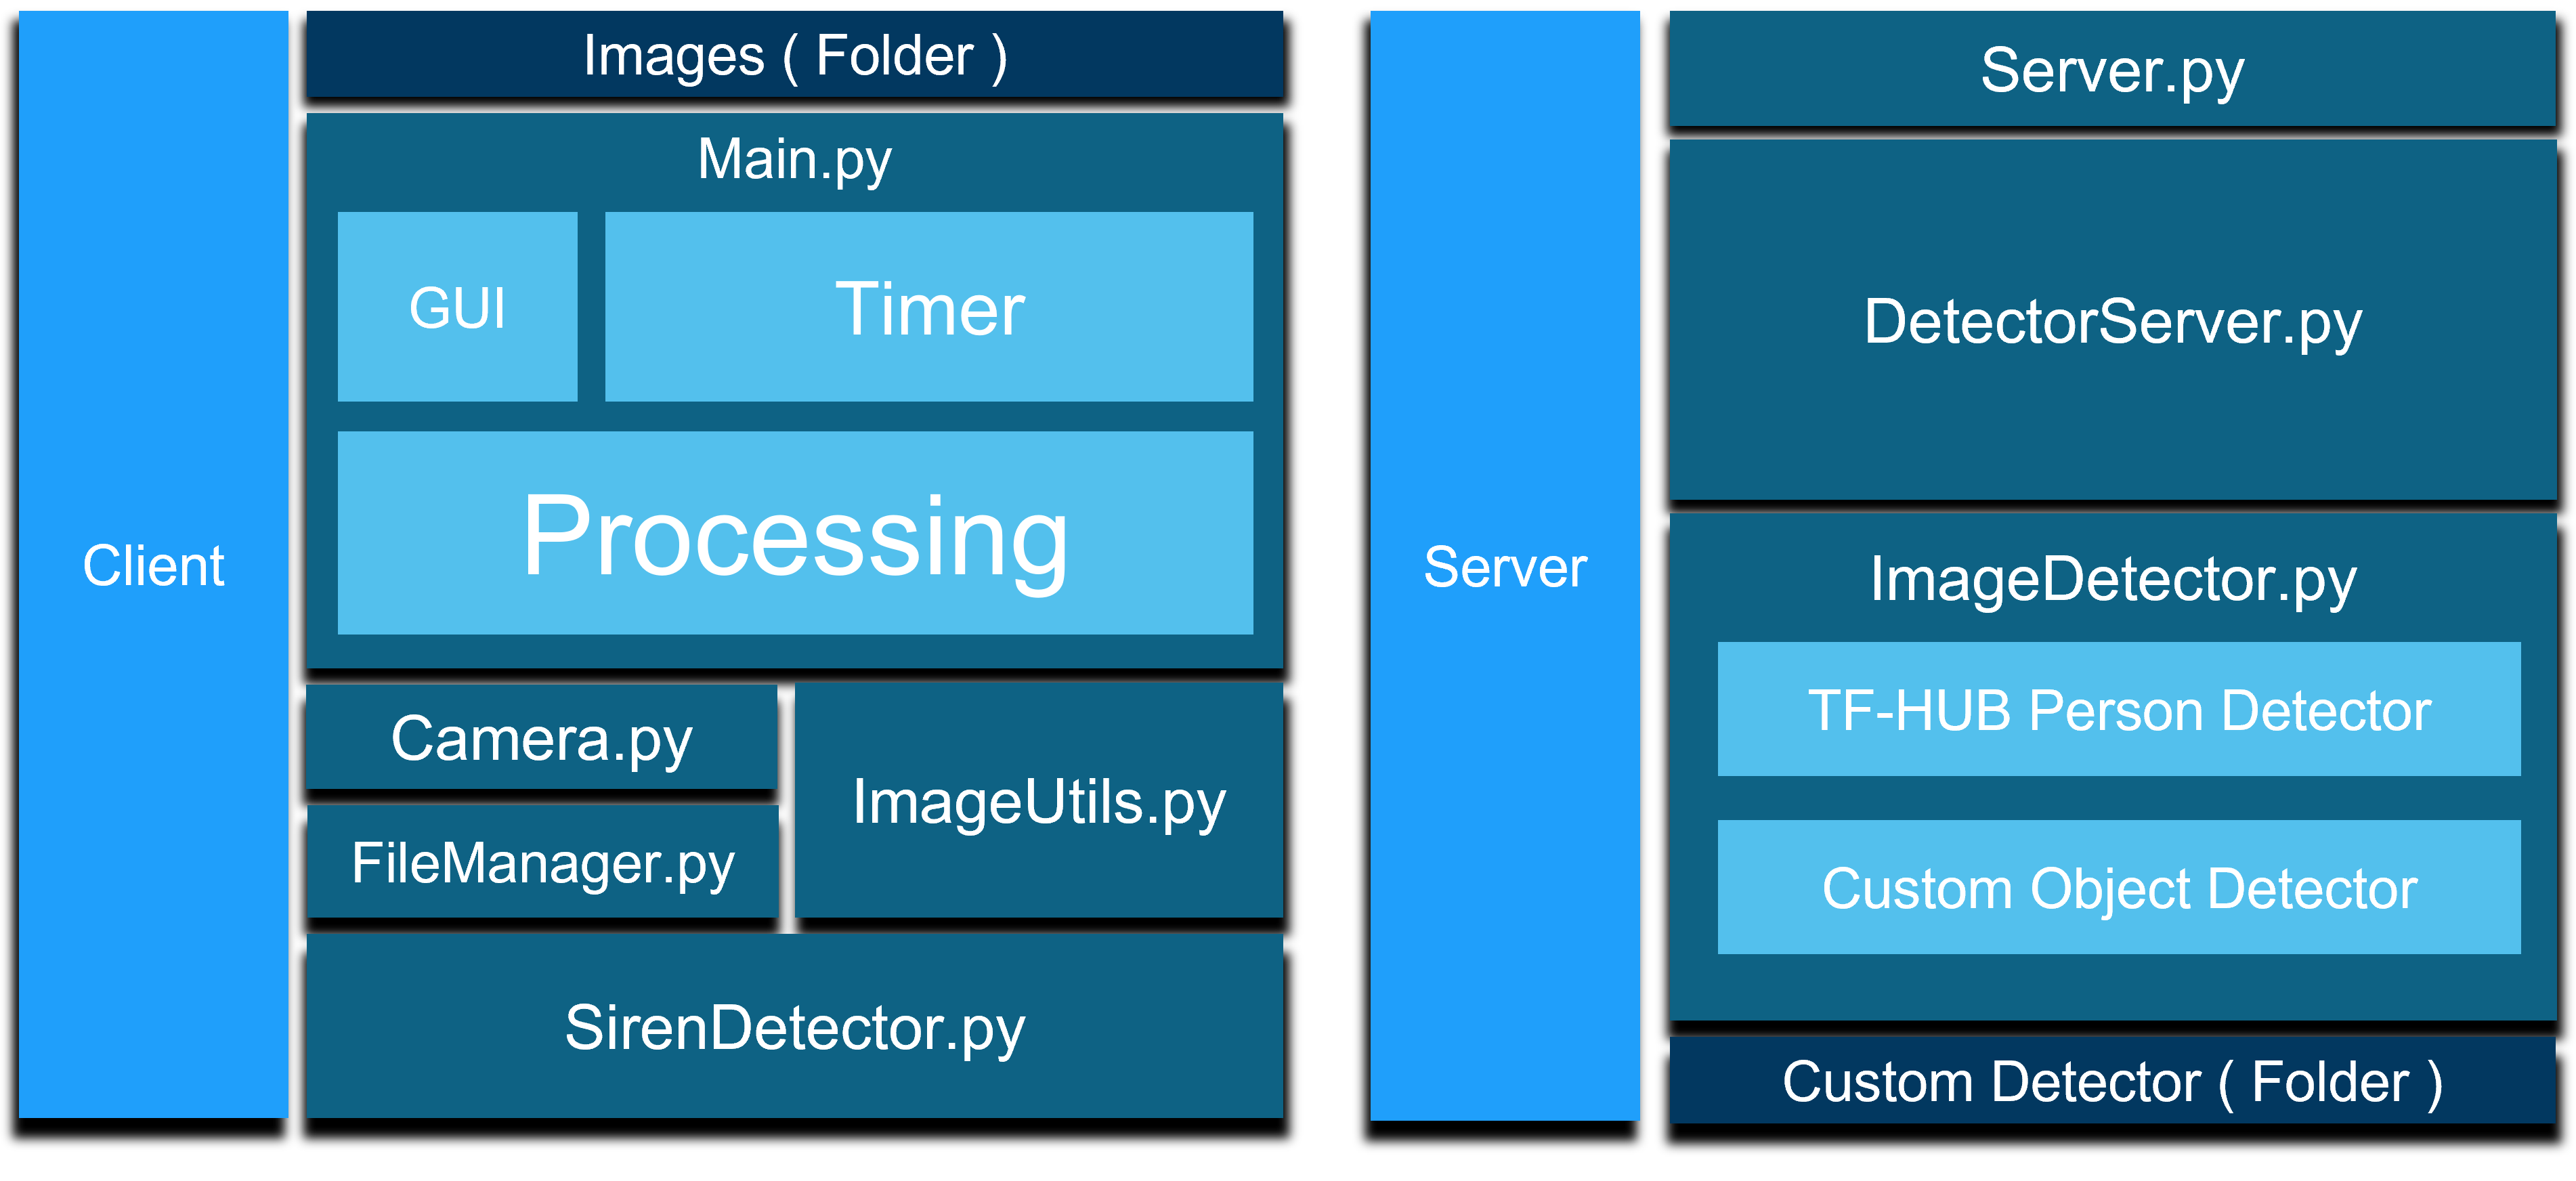 Client
Images ( Folder )
Main.py
GUI
Timer
Processing
Camera.py
FileManager.py
ImageUtils.py
SirenDetector.py
Server
Server.py
DetectorServer.py
ImageDetector.py
TF-HUB Person Detector
Custom Object Detector
Custom Detector ( Folder )